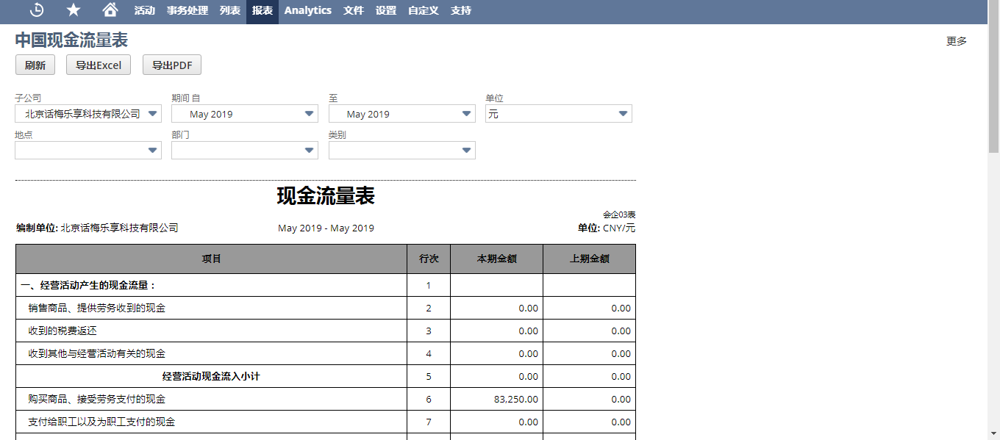 活动 事务处理 列表 报表 Analytics 文件 设置 自定义 支持
中国现金流量表
更多
刷新 导出Excel 导出PDF
子公司 期间 自 至 单位
北京话梅乐享科技有限公司 May 2019 May 2019 元
地点 部门 类别
现金流量表
会企03表
编制单位: 北京话梅乐享科技有限公司 May 2019 - May 2019 单位: CNY/元
项目 行次 本期金额 上期金额
一、经营活动产生的现金流量： 1
销售商品、提供劳务收到的现金 2 0.00 0.00
收到的税费返还 3 0.00 0.00
收到其他与经营活动有关的现金 4 0.00 0.00
经营活动现金流入小计 5 0.00 0.00
购买商品、接受劳务支付的现金 6 83,250.00 0.00
支付给职工以及为职工支付的现金 7 0.00 0.00